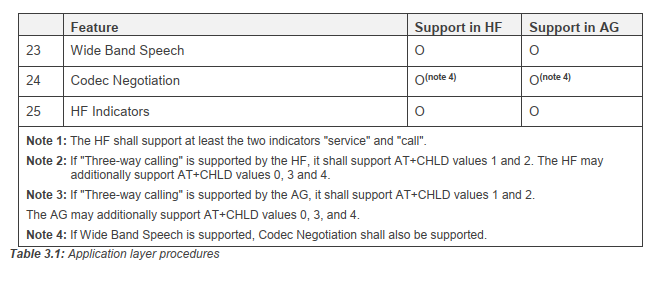 Feature Support in HF Support in AG
23 Wide Band Speech O O
24 Codec Negotiation O(note 4) O(note 4)
25 HF Indicators O O
Note 1: The HF shall support at least the two indicators "service" and "call".
Note 2: If "Three-way calling" is supported by the HF, it shall support AT+CHLD values 1 and 2. The HF may
additionally support AT+CHLD values 0, 3 and 4.
Note 3: If "Three-way calling" is supported by the AG, it shall support AT+CHLD values 1 and 2.
The AG may additionally support AT+CHLD values 0, 3, and 4.
Note 4: If Wide Band Speech is supported, Codec Negotiation shall also be supported.
Table 3.1: Application layer procedures